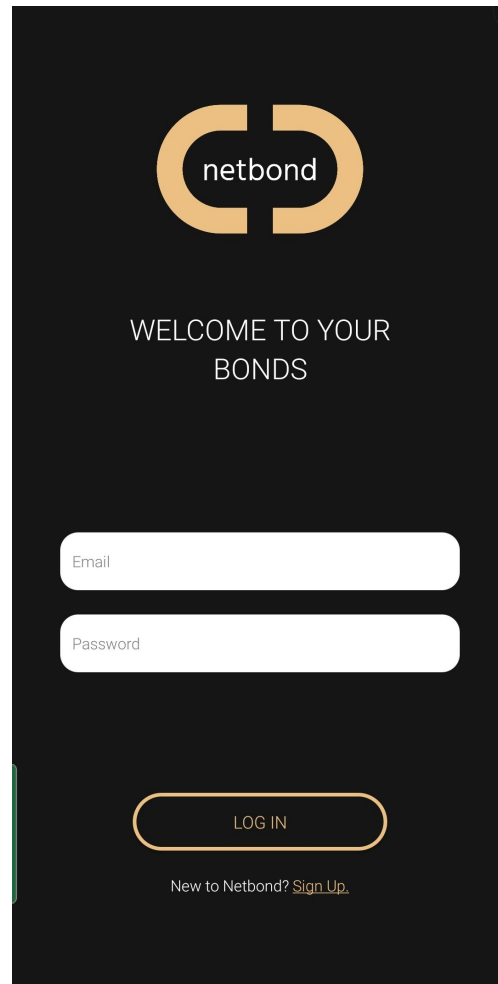 netbond
WELCOME TO YOUR
BONDS
Email
Password
LOG IN
New to Netbond? Sign Up.